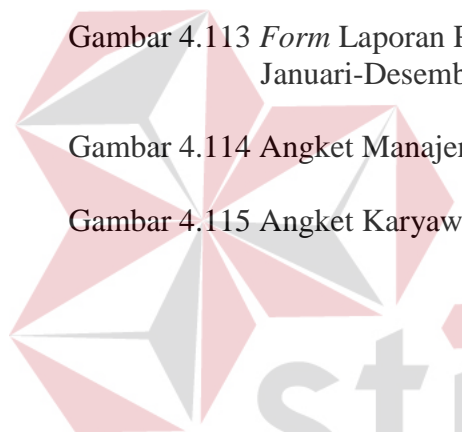 Gambar 4.113 Form Laporan
Januari-Desemb
Gambar 4.114 Angket Manajer
Gambar 4.115 Angket Karyaw
sti